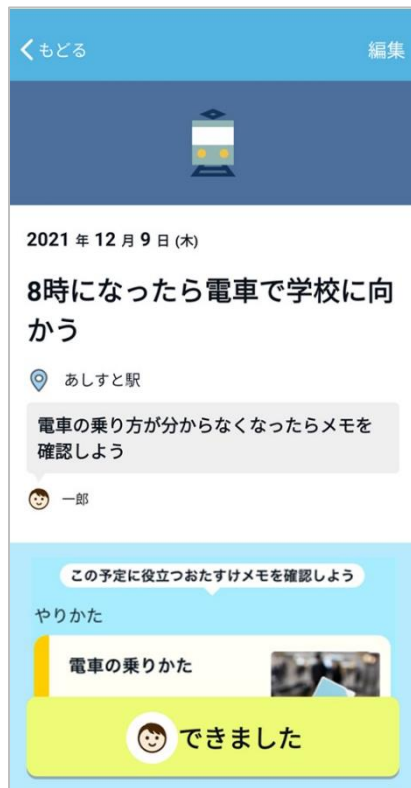 もどる
編集
2021 年 12 月 9 日 (木)
8時になったら電車で学校に向
かう
あしすと駅
電車の乗り方が分からなくなったらメモを
確認しよう
一郎
この予定に役立つおたすけメモを確認しよう
やりかた
電車の乗りかた
できました